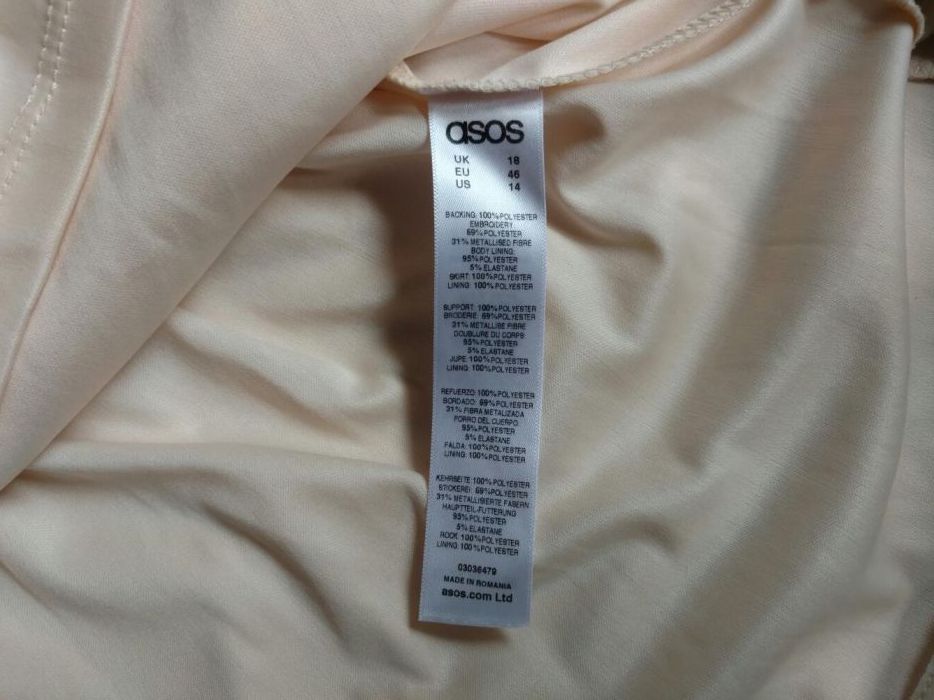 asos
UK 18
EU 46
US 14
BACKING: 100% POLYESTER
EMBROIDERY:
69% POLYESTER
31% METALLISED FIBRE
BODY LINING:
95% POLYESTER
5% ELASTANE
SKIRT: 100% POLYESTER
LINING: 100% POLYESTER
SUPPORT: 100% POLYESTER
BRODERIE: 69% POLYESTER
31% METALLISE FIBRE
DOUBLURE DU CORPS:
95% POLYESTER
5% ELASTANE
JUPE: 100% POLYESTER
LINING: 100% POLYESTER
REFUERZO: 100% POLYESTER
BORDADO: 69% POLYESTER
31% FIBRA METALIZADA
FORRO DEL CUERPO:
95% POLYESTER
5% ELASTANE
FALDA: 100% POLYESTER
LINING: 100% POLYESTER
KEHRSEITE: 100% POLYESTER
STICKEREI: 69% POLYESTER
31% METALLISIERTE FASERN
HAUPTTEIL-FUTTERUNG
95% POLYESTER
5% ELASTANE
ROCK: 100% POLYESTER
LINING: 100% POLYESTER
03036479
MADE IN ROMANIA
asos.com Ltd